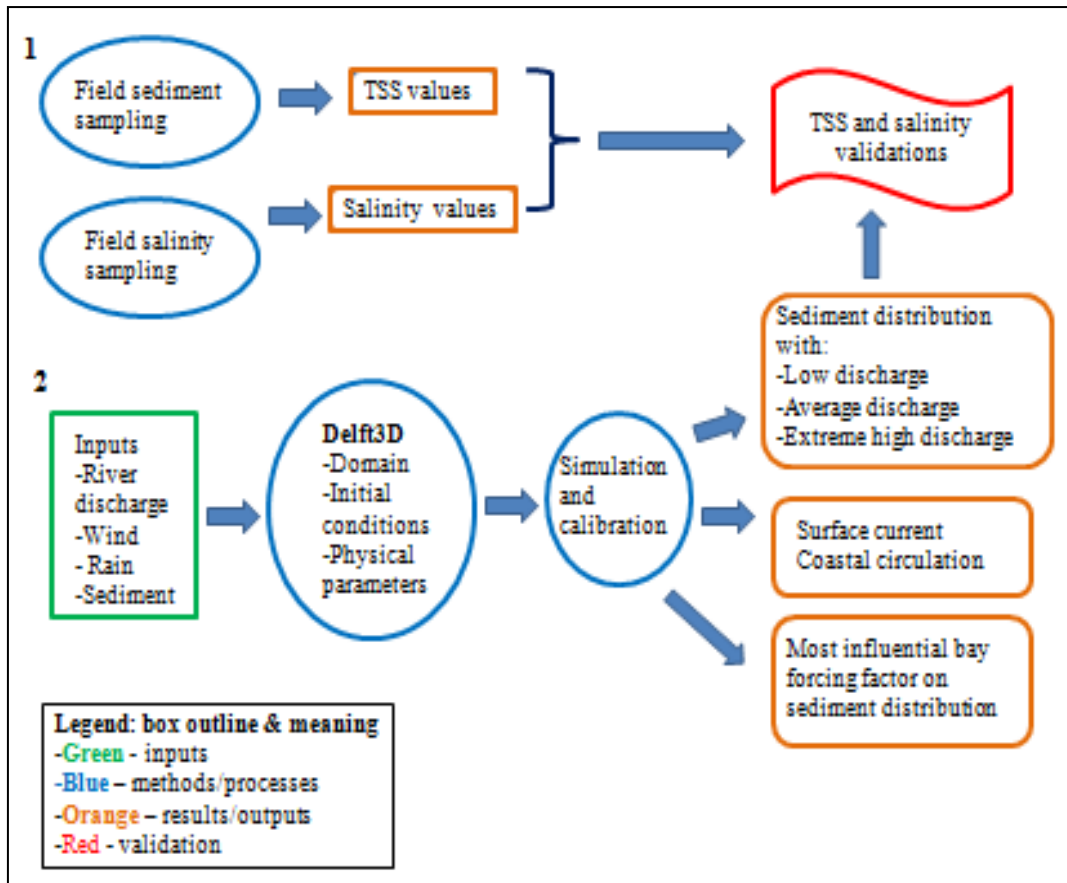 1
Field sediment
sampling
TSS values
TSS and salinity
validations
Field salinity
sampling
Salinity values
Sediment distribution
with:
-Low discharge
-Average discharge
-Extreme high discharge
2
Inputs
-River
discharge
-Wind
- Rain
-Sediment
Delft3D
-Domain
-Initial
conditions
-Physical
parameters
Simulation
and
calibration
Surface current
Coastal circulation
Most influential bay
forcing factor on
sediment distribution
Legend: box outline & meaning
-Green - inputs
-Blue – methods/processes
-Orange – results/outputs
-Red - validation